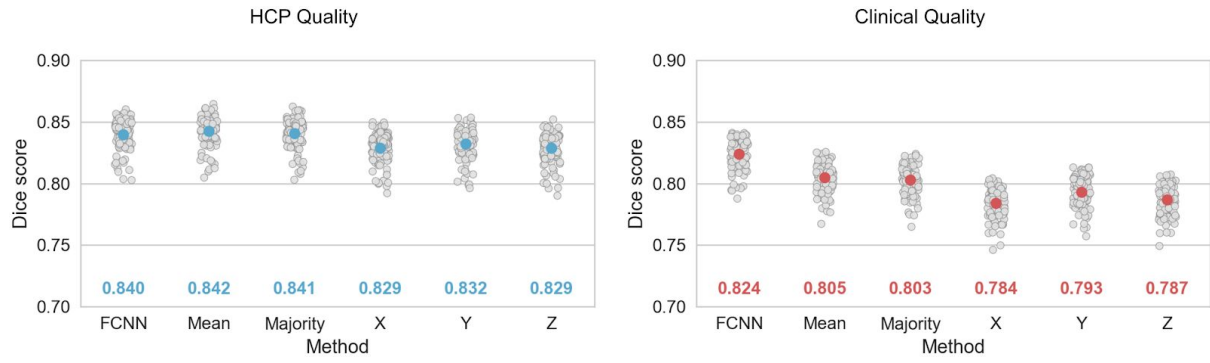 HCP Quality
Dice score
0.90
0.85
0.80
0.75
0.70
0.840 0.842 0.841 0.829 0.832 0.829
FCNN Mean Majority X Y Z
Method
Clinical Quality
Dice score
0.90
0.85
0.80
0.75
0.70
0.824 0.805 0.803 0.784 0.793 0.787
FCNN Mean Majority X Y Z
Method